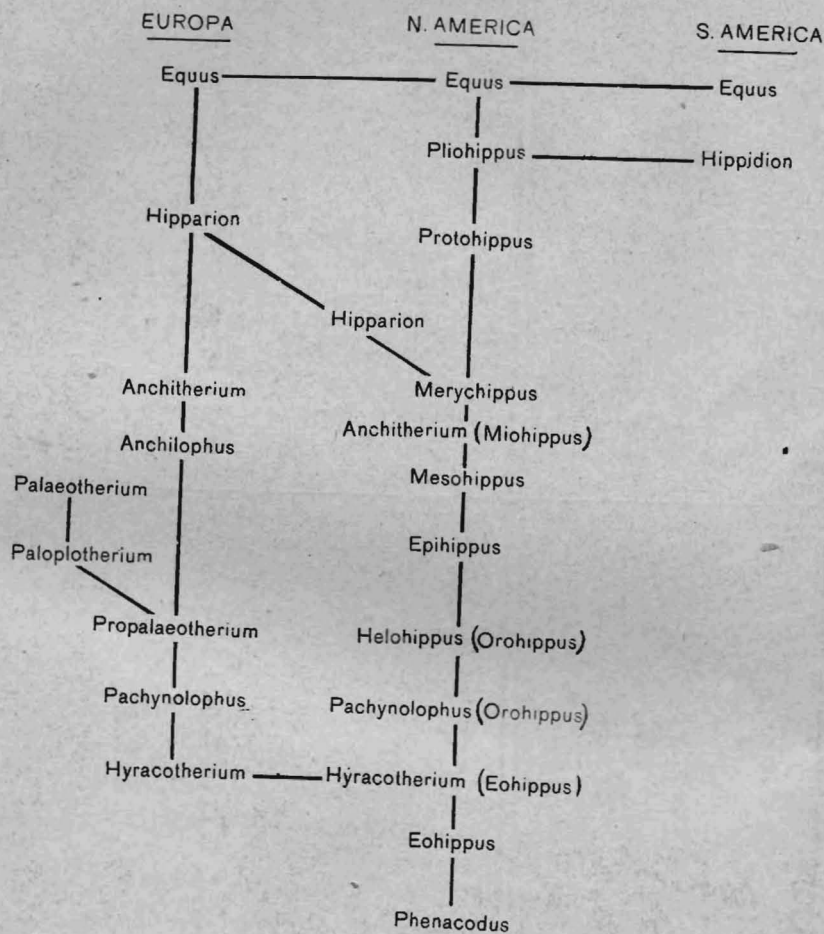 EUROPA N. AMERICA S. AMERICA
Equus Equus Equus
Pliohippus Hippidion
Hipparion
Protohippus
Hipparion
Anchitherium Merychippus
Anchitherium (Miohippus)
Anchilophus
Mesohippus
Palaeotherium
Epihippus
Paloplotherium
Propalaeotherium Helohippus (Orohippus)
Pachynolophus Pachynolophus (Orohippus)
Hyracotherium Hyracotherium (Eohippus)
Eohippus
Phenacodus